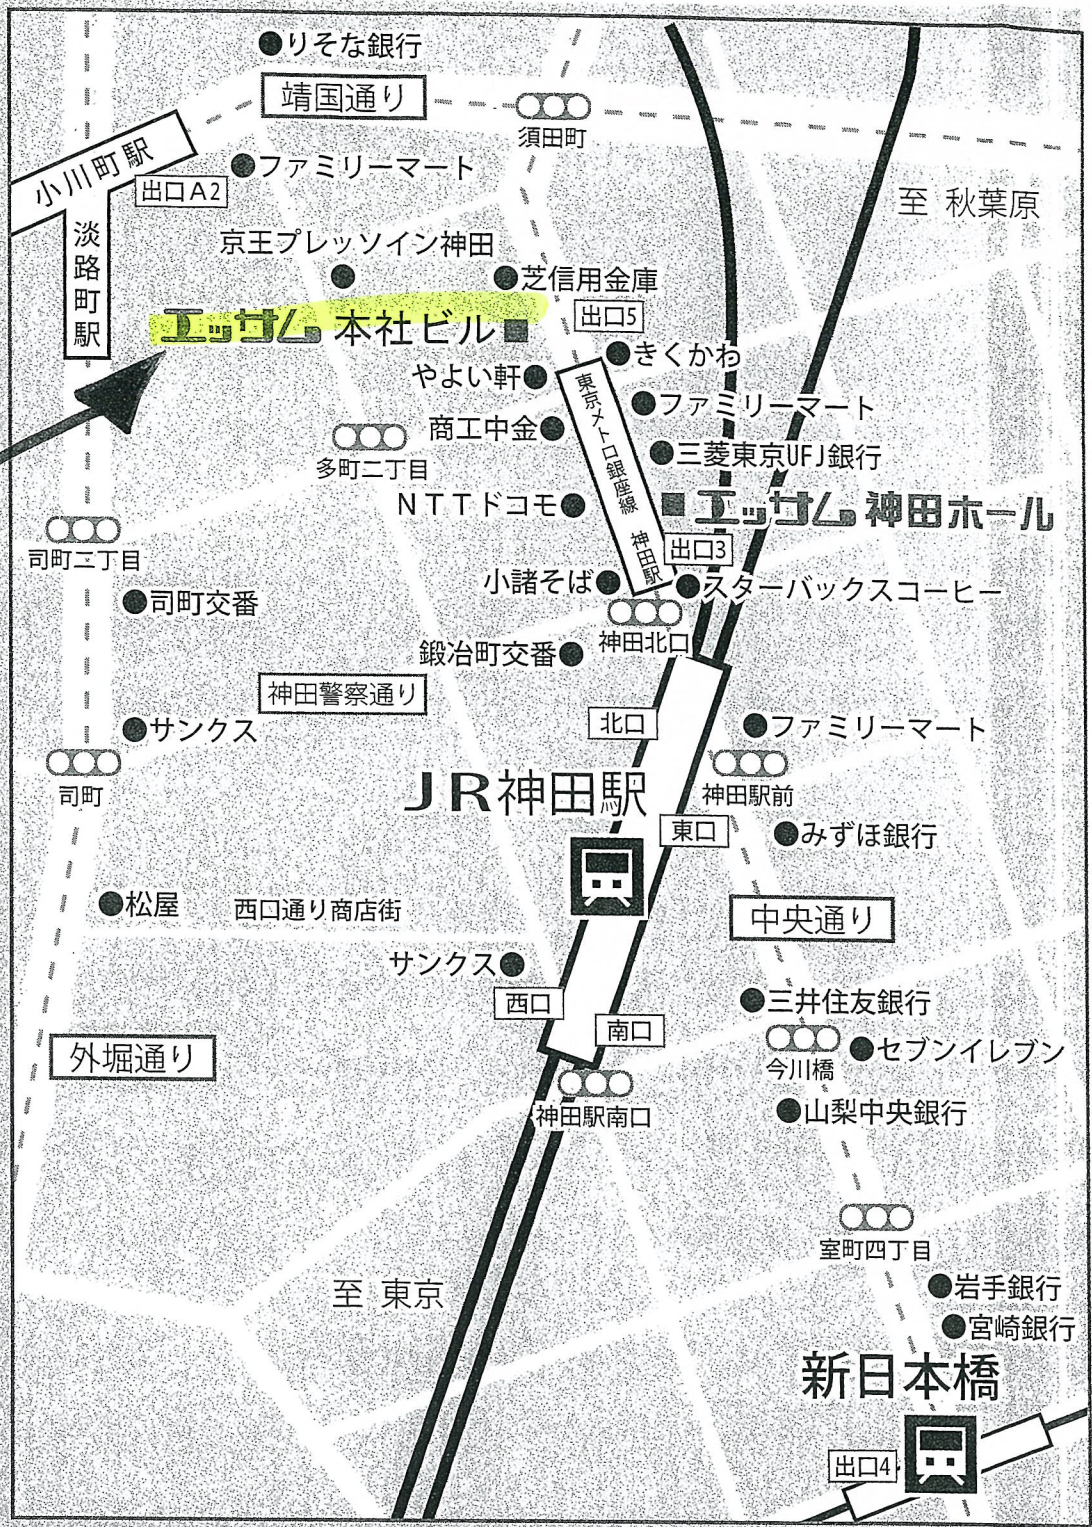 りそな銀行
靖国通り
須田町
小川町駅
ファミリーマート
出口A2
至 秋葉原
淡路町駅
京王プレッソイン神田
芝信用金庫
出口5
エッサム 本社ビル
きくかわ
やよい軒
東京メトロ銀座線 神田駅
ファミリーマート
商工中金
多町二丁目
三菱東京UFJ銀行
NTTドコモ
エッサム 神田ホール
司町二丁目
出口3
小諸そば
スターバックスコーヒー
司町交番
神田北口
鍛冶町交番
神田警察通り
北口
サンクス
ファミリーマート
司町
JR神田駅
神田駅前
東口
みずほ銀行
松屋
西口通り商店街
中央通り
サンクス
西口
三井住友銀行
南口
外堀通り
セブンイレブン
今川橋
神田駅南口
山梨中央銀行
室町四丁目
至 東京
岩手銀行
宮崎銀行
新日本橋
出口4